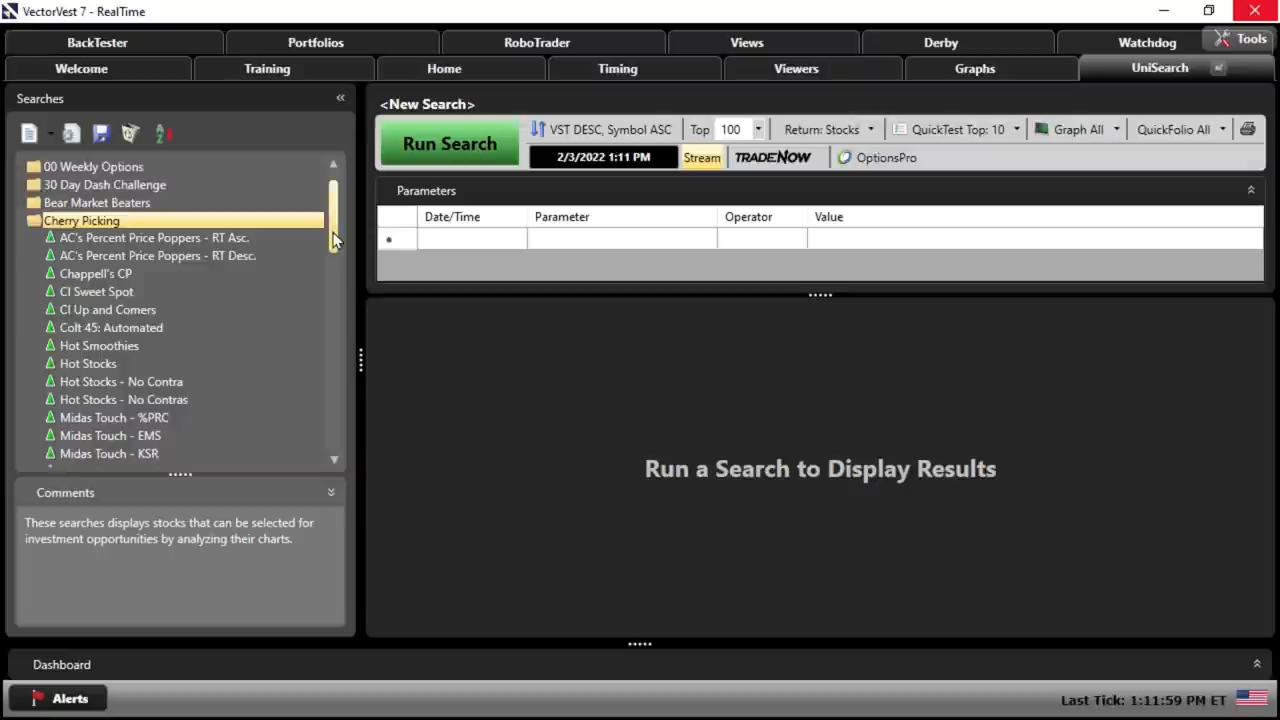 VectorVest 7 - RealTime
BackTester Portfolios RoboTrader Views Derby Watchdog Tools
Welcome Training Home Timing Viewers Graphs UniSearch
Searches
00 Weekly Options
30 Day Dash Challenge
Bear Market Beaters
Cherry Picking
AC's Percent Price Poppers - RT Asc.
AC's Percent Price Poppers - RT Desc.
Chappell's CP
CI Sweet Spot
CI Up and Comers
Colt 45: Automated
Hot Smoothies
Hot Stocks
Hot Stocks - No Contra
Hot Stocks - No Contras
Midas Touch - %PRC
Midas Touch - EMS
Midas Touch - KSR
Comments
These searches displays stocks that can be selected for
investment opportunities by analyzing their charts.
<New Search>
Run Search
VST DESC, Symbol ASC Top 100 Return: Stocks QuickTest Top: 10 Graph All QuickFolio All
2/3/2022 1:11 PM Stream TRADENOW OptionsPro
Parameters
Date/Time Parameter Operator Value
Run a Search to Display Results
Dashboard
Alerts
Last Tick: 1:11:59 PM ET